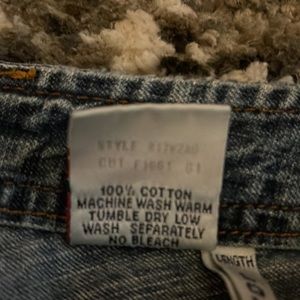 STYLE
CUT
100% COTTON
MACHINE WASH WARM
TUMBLE DRY LOW
WASH SEPARATELY
NO BLEACH
LENGTH